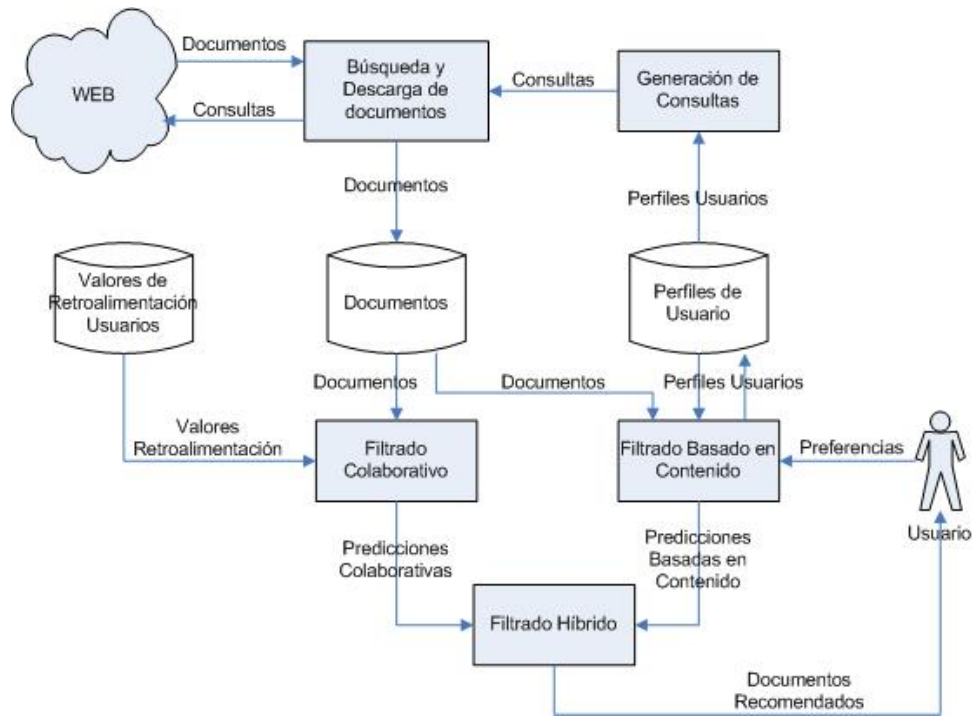 Documentos
WEB
Consultas
Búsqueda y
Descarga de
documentos
Consultas
Generación de
Consultas
Documentos
Perfiles Usuarios
Valores de
Retroalimentación
Usuarios
Documentos
Perfiles de
Usuario
Documentos
Documentos
Perfiles Usuarios
Valores
Retroalimentación
Filtrado
Colaborativo
Filtrado Basado en
Contenido
Preferencias
Usuario
Predicciones
Colaborativas
Predicciones
Basadas en
Contenido
Filtrado Híbrido
Documentos
Recomendados